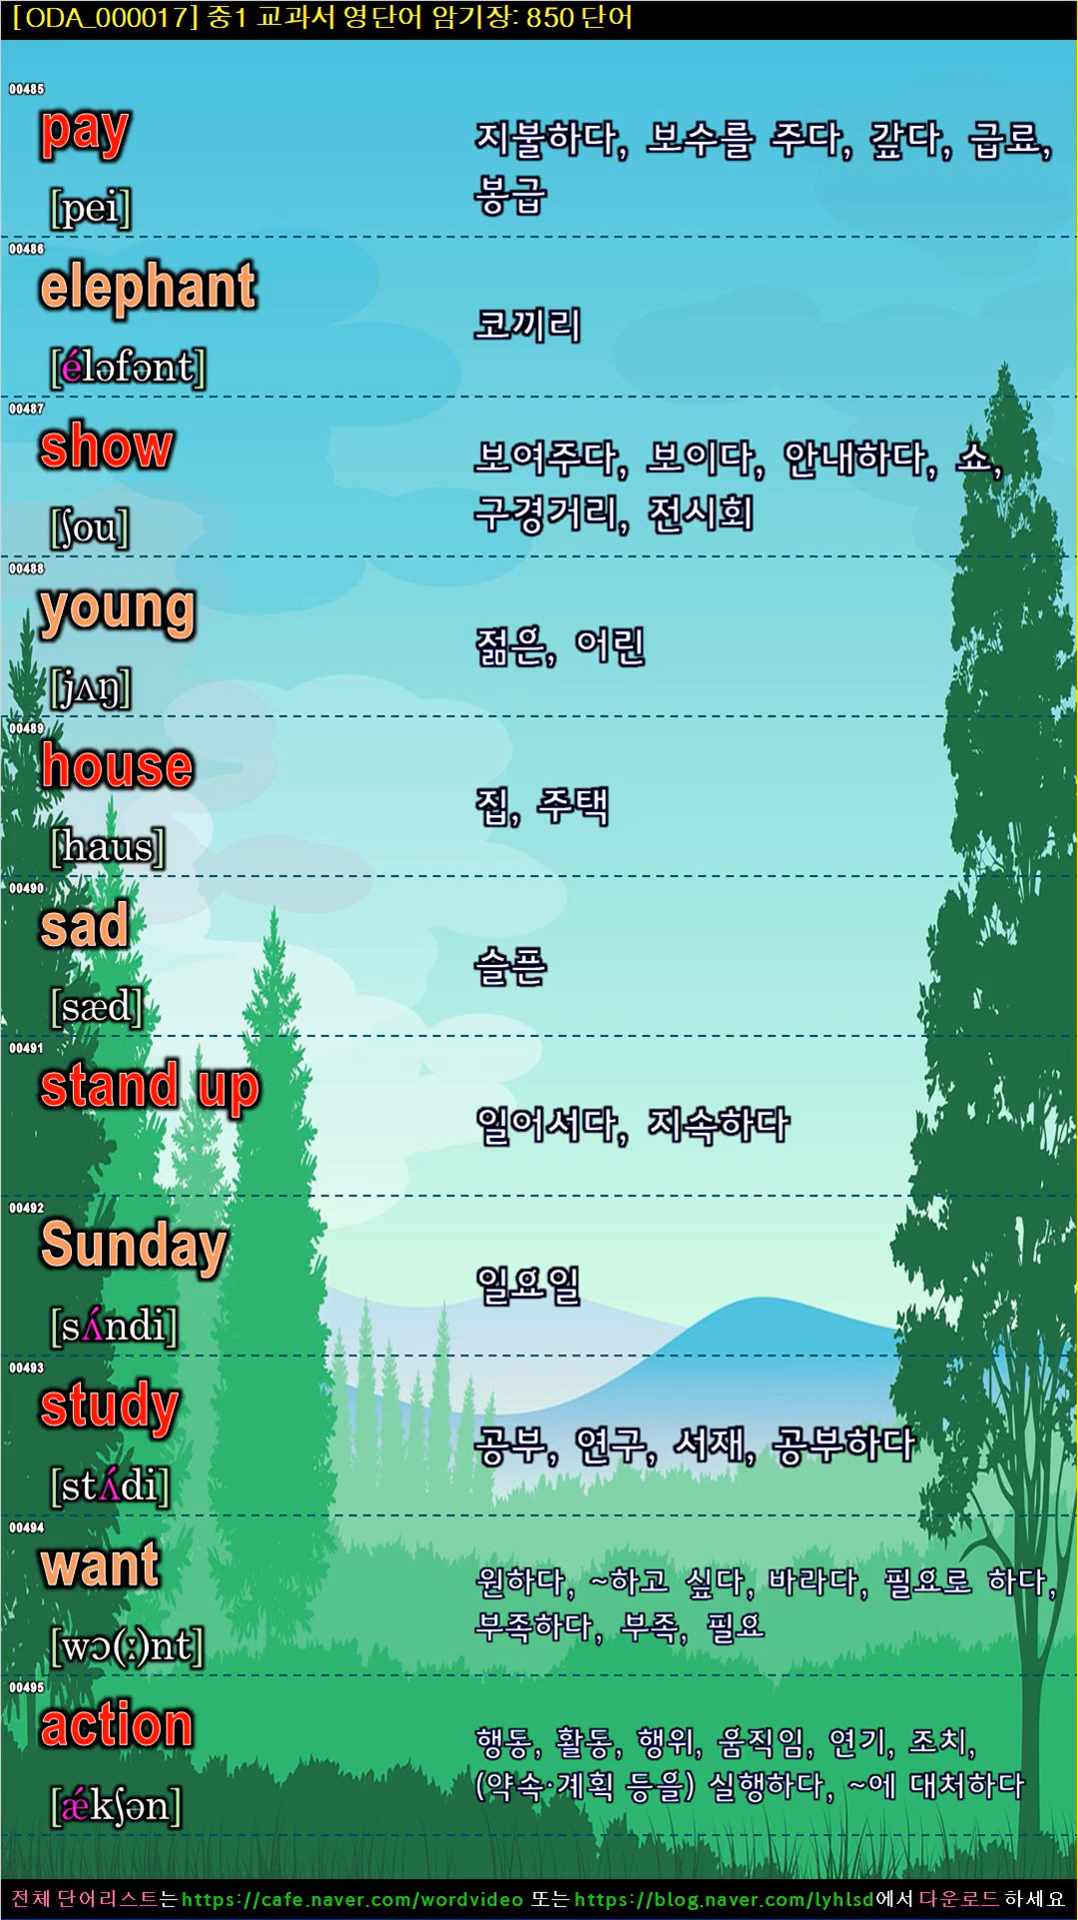 [ODA_000017] 중1 교과서 영단어 암기장: 850 단어
00485
pay
[pei]
지불하다, 보수를 주다, 갚다, 급료,
봉급
00486
elephant
[éləfənt]
코끼리
00487
show
[ʃou]
보여주다, 보이다, 안내하다, 쇼,
구경거리, 전시회
00488
young
[jʌŋ]
젊은, 어린
00489
house
[haus]
집, 주택
00490
sad
[sæd]
슬픈
00491
stand up
일어서다, 지속하다
00492
Sunday
[sʌ́ndi]
일요일
00493
study
[stʌ́di]
공부, 연구, 서재, 공부하다
00494
want
[wɔ(ː)nt]
원하다, ~하고 싶다, 바라다, 필요로 하다,
부족하다, 부족, 필요
00495
action
[ǽkʃən]
행동, 활동, 행위, 움직임, 연기, 조치,
(약속·계획 등을) 실행하다, ~에 대처하다
전체 단어리스트는 https://cafe.naver.com/wordvideo 또는 https://blog.naver.com/lyhlsd에서 다운로드 하세요